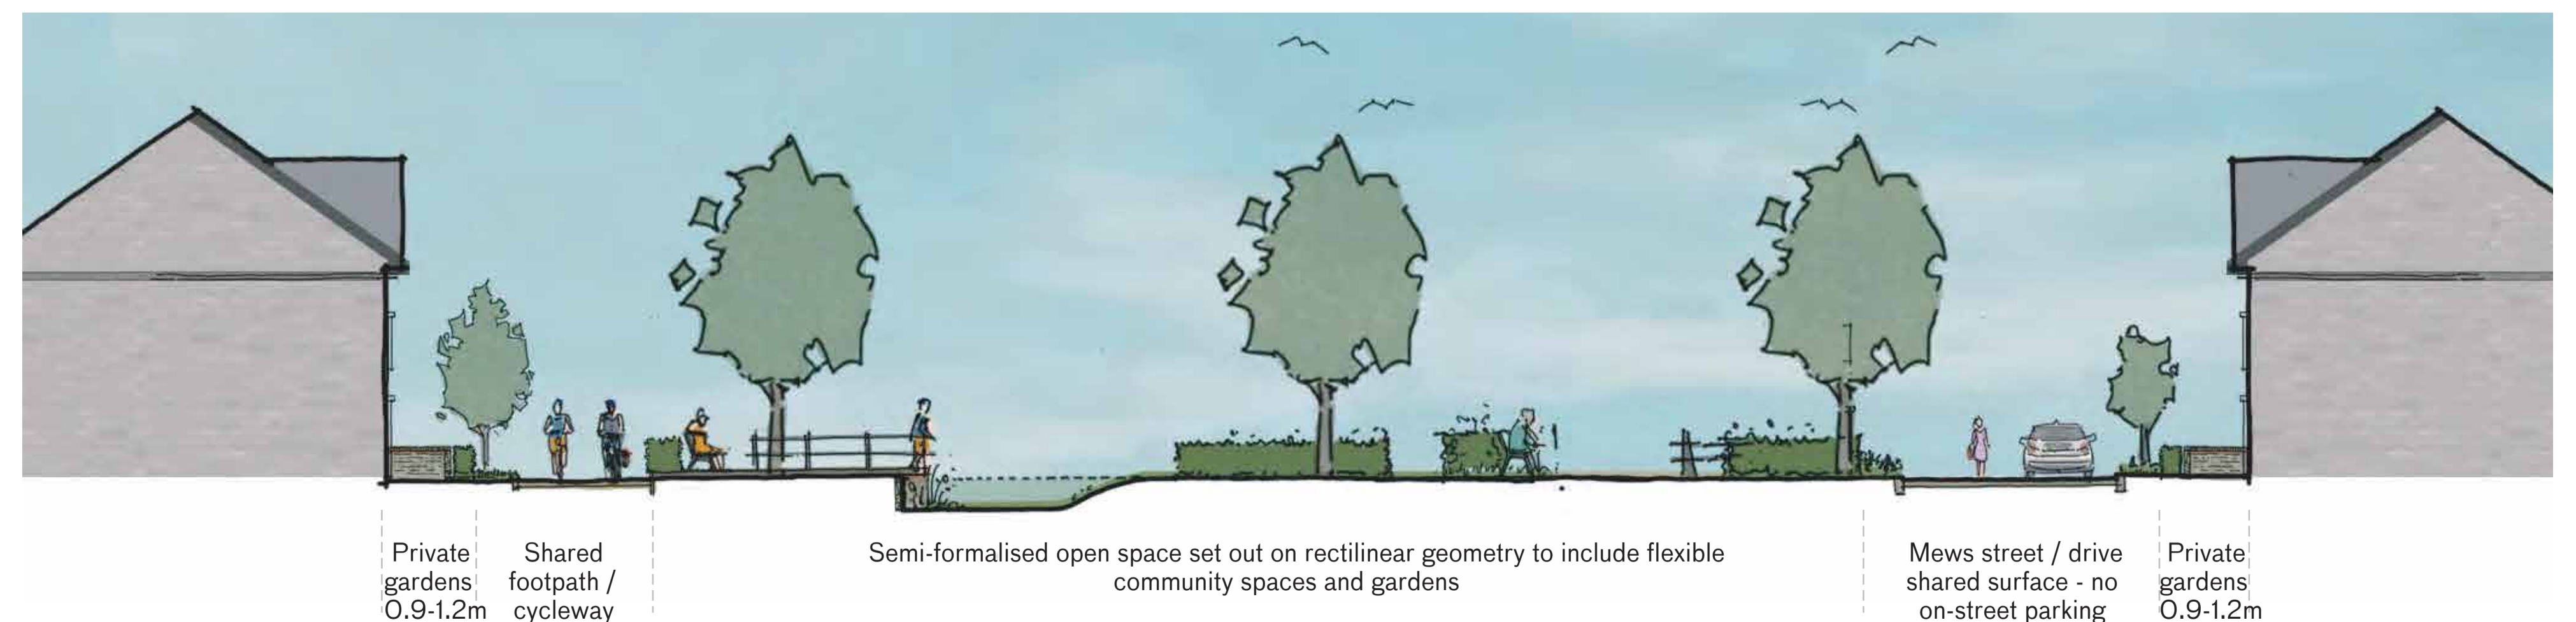 Private
gardens
0.9-1.2m
Shared
footpath /
cycleway
Semi-formalised open space set out on rectilinear geometry to include flexible
community spaces and gardens
Mews street / drive
shared surface - no
on-street parking
Private
gardens
0.9-1.2m